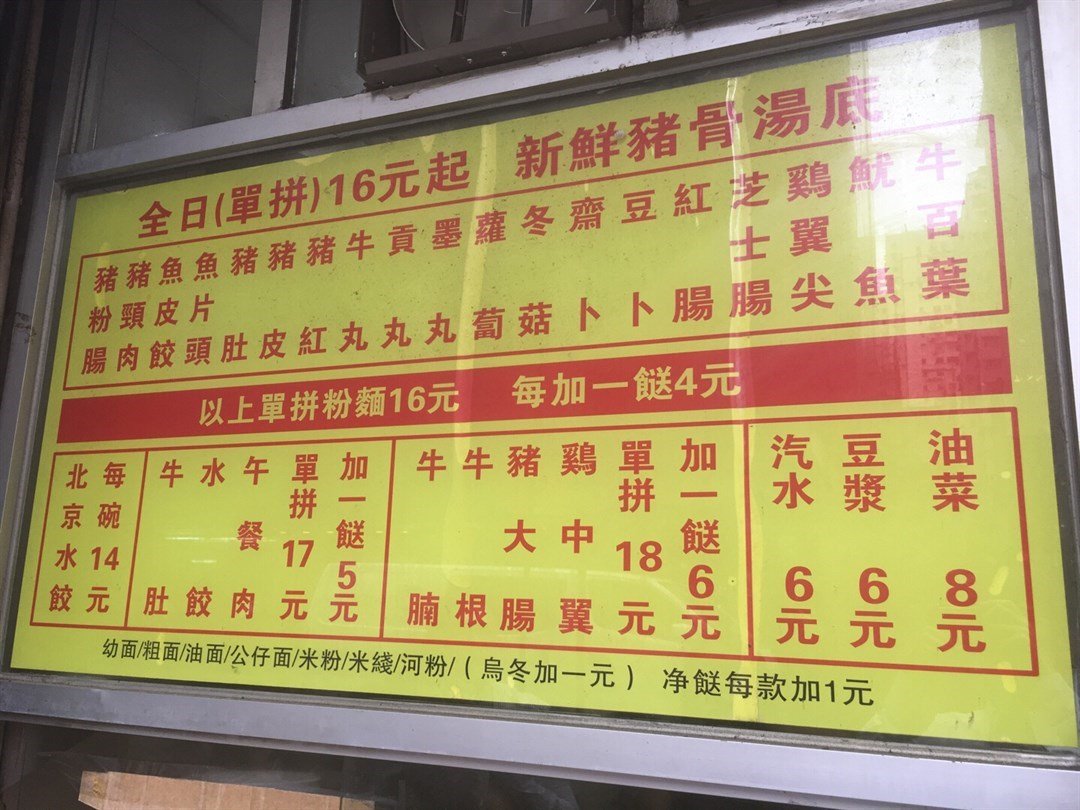 全日(單拼)16元起 新鮮豬骨湯底
豬粉腸
豬頸肉
魚皮餃
魚片頭
豬肚
豬皮
豬紅
牛丸
貢丸
墨丸
蘿蔔
冬菇
齋卜
豆卜
紅腸
芝士腸
鷄翼尖
魷魚
牛百葉
以上單拼粉麵16元 每加一餸4元
北京水餃
每碗14元
牛肚
水餃
午餐肉
單拼17元
加一餸5元
牛腩
牛根
豬大腸
鷄中翼
單拼18元
加一餸6元
汽水6元
豆漿6元
油菜8元
幼面/粗面/油面/公仔面/米粉/米綫/河粉/(烏冬加一元) 净餸每款加1元